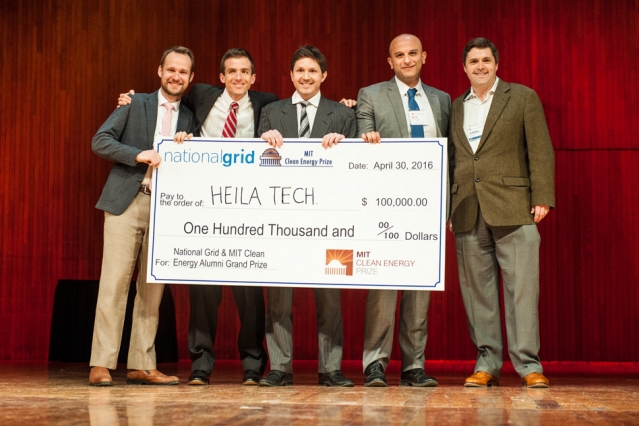 nationalgrid
MIT
Clean Energy Prize
Date: April 30, 2016
Pay to
the order of: HEILA TECH. $ 100,000.00
One Hundred Thousand and 00/100 Dollars
National Grid & MIT Clean
For: Energy Alumni Grand Prize
MIT
CLEAN ENERGY
PRIZE